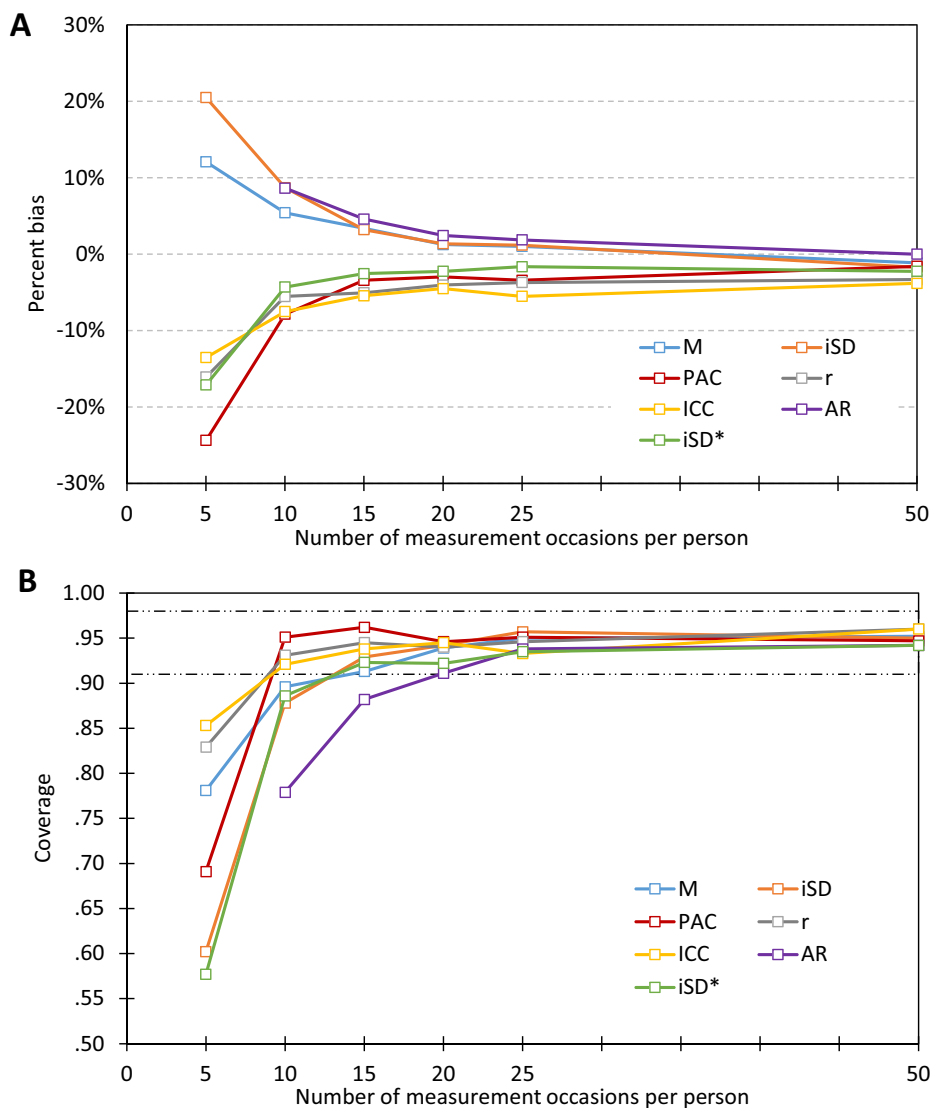 A
30%
20%
10%
0%
-10%
-20%
-30%
Percent bias
M iSD
PAC r
ICC AR
iSD*
0 5 10 15 20 25 50
Number of measurement occasions per person
B
1.00
.95
.90
.85
.80
.75
.70
.65
.60
.55
.50
Coverage
M iSD
PAC r
ICC AR
iSD*
0 5 10 15 20 25 50
Number of measurement occasions per person